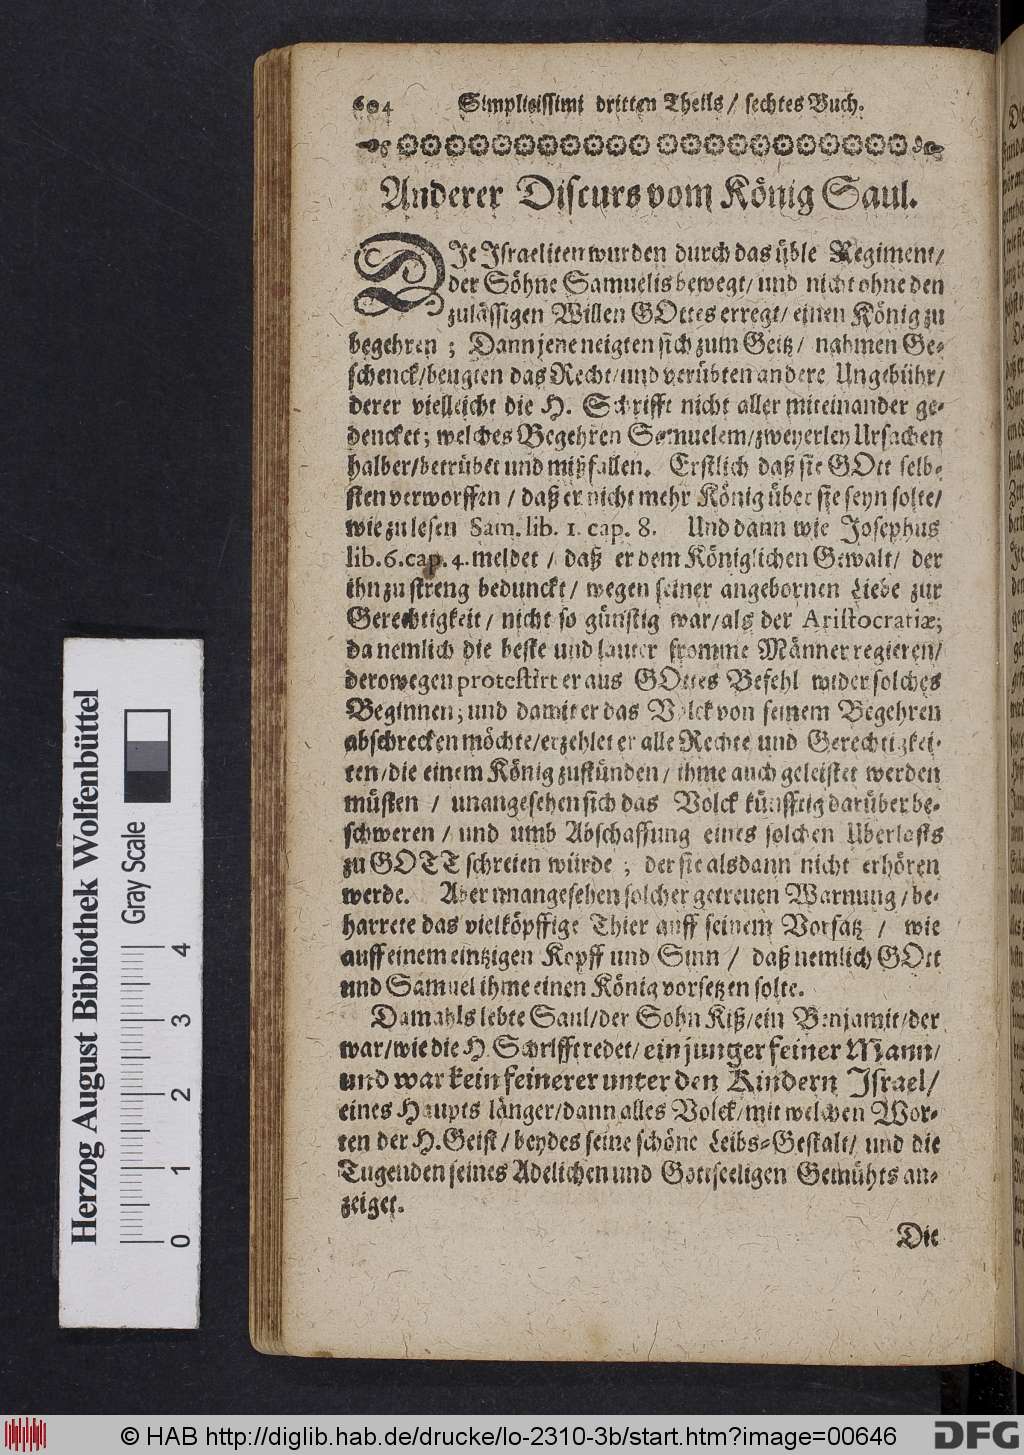 604 Simplicissimi dritten Theils / sechtes Buch.
Anderer Discurs vom König Saul.
DJe Jsraeliten wurden durch das üble Regiment /
der Söhne Samuelis bewegt / und nicht ohne den
zulässigen Willen GOttes erregt / einen König zu
begehren ; Dann jene neigten sich zum Geitz / nahmen Ge-
schenck / beugten das Recht / und verübten andere Ungebühr /
derer vielleicht die H. Schrifft nicht aller miteinander ge-
dencket ; welches Begehren Samuelem / zweyerley Ursachen
halber / betrübet und mißfallen. Erstlich daß sie GOtt selb-
sten verworffen / daß er nicht mehr König über sie seyn solte /
wie zu lesen Sam. lib. 1. cap. 8. Und dann wie Josephus
lib. 6. cap. 4. meldet / daß er dem Königlichen Gewalt / der
ihn zu streng bedunckt / wegen seiner angebornen Liebe zur
Gerechtigkeit / nicht so günstig war / als der Aristocratiæ ;
da nemlich die beste und lauter fromme Männer regieren /
derowegen protestirt er aus GOttes Befehl wider solches
Beginnen ; und damit er das Volck von seinem Begehren
abschrecken möchte / erzehlet er alle Rechte und Gerechtigkei-
ten / die einem König zustünden / ihme auch geleistet werden
müsten / unangesehen sich das Volck künfftig darüber be-
schweren / und umb Abschaffung eines solchen Uberlasts
zu GOTT schreien würde ; der sie alsdann nicht erhören
werde. Aber unangesehen solcher getreuen Warnung / be-
harrete das vielköpffige Thier auff seinem Vorsatz / wie
auff einem eintzigen Kopff und Sinn / daß nemlich GOtt
und Samuel ihme einen König vorsetzen solte.
Damahls lebte Saul / der Sohn Kiß / ein Benjamit / der
war / wie die H. Schrifft redet / ein junger feiner Mann /
und war kein feinerer unter den Kindern Jsrael /
eines Haupts länger / dann alles Volck / mit welchen Wor-
ten der H. Geist / beydes seine schöne Leibs-Gestalt / und die
Tugenden seines Adelichen und Gottseeligen Gemühts an-
zeiget.
Die
Herzog August Bibliothek Wolfenbüttel
Gray Scale
0 1 2 3 4
© HAB http://diglib.hab.de/drucke/lo-2310-3b/start.htm?image=00646
DFG